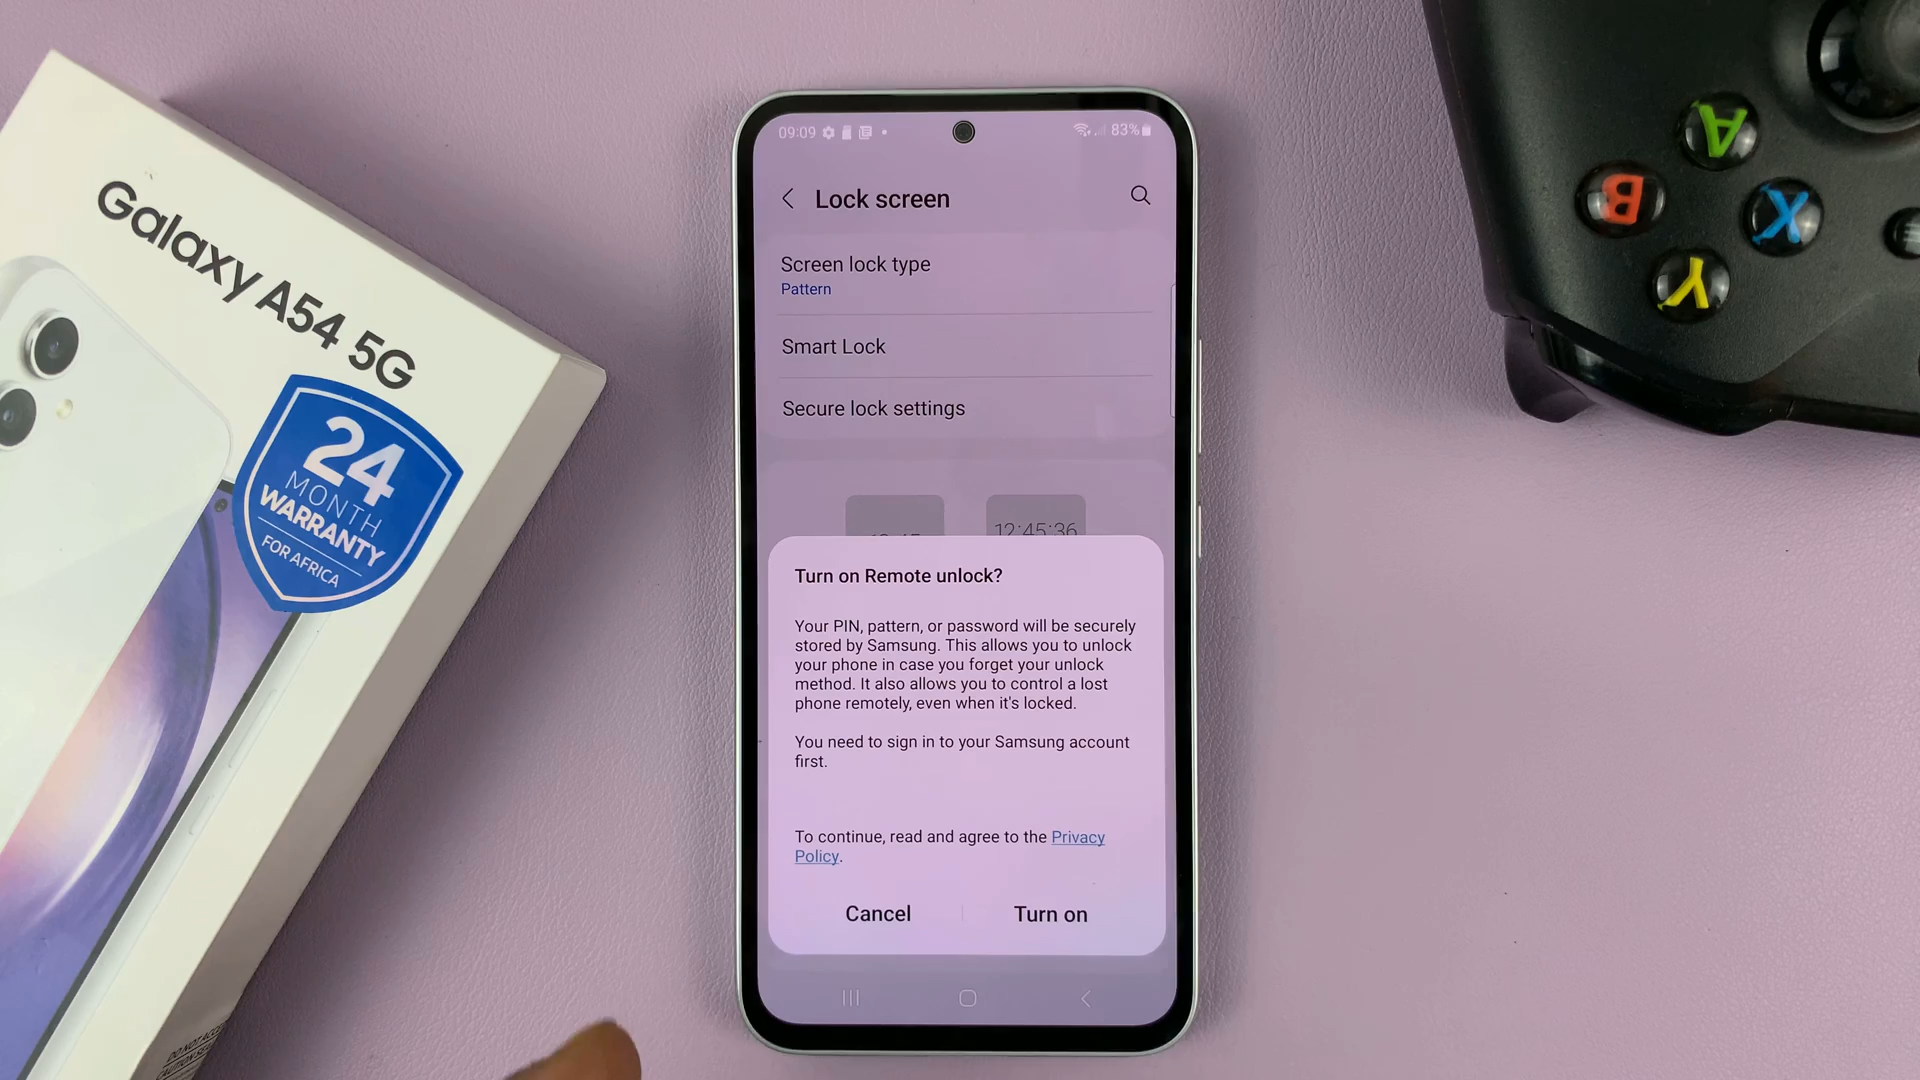 Galaxy A54 5G
24
MONTH
WARRANTY
FOR AFRICA
09:09
83%
Lock screen
Screen lock type
Pattern
Smart Lock
Secure lock settings
12:45:36
Turn on Remote unlock?
Your PIN, pattern, or password will be securely
stored by Samsung. This allows you to unlock
your phone in case you forget your unlock
method. It also allows you to control a lost
phone remotely, even when it's locked.
You need to sign in to your Samsung account
first.
To continue, read and agree to the Privacy
Policy.
Cancel
Turn on
A
B
X
Y